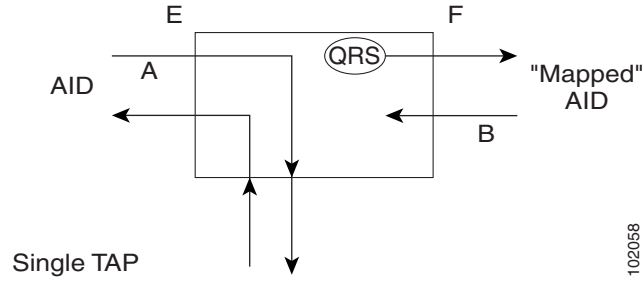 E
F
A
QRS
AID
"Mapped"
AID
B
Single TAP
102058